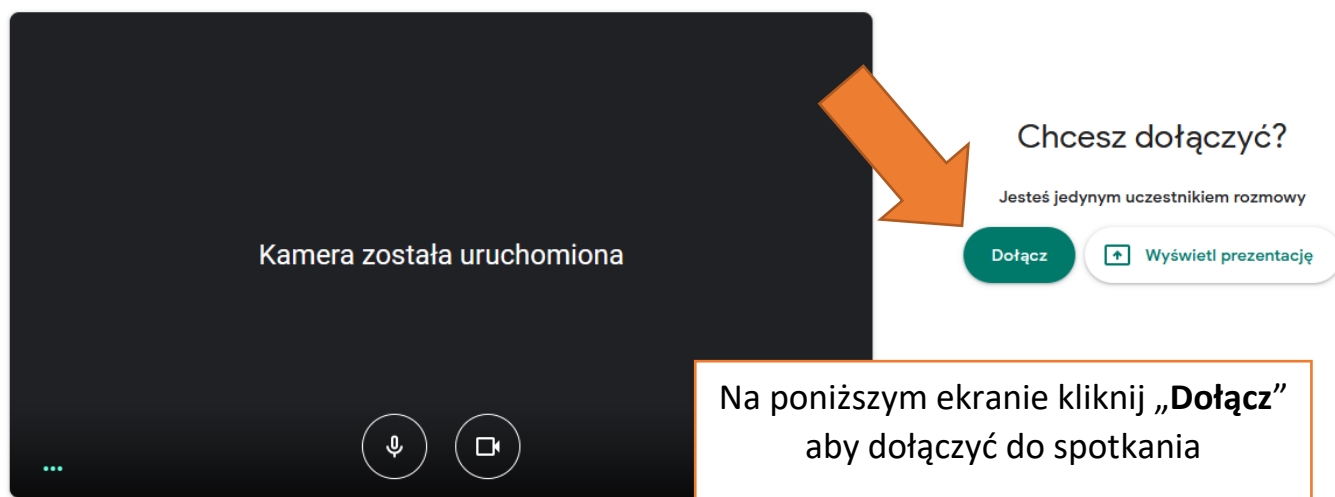 Chcesz dołączyć?
Jesteś jedynym uczestnikiem rozmowy
Kamera została uruchomiona
Dołącz
Wyświetl prezentację
Na poniższym ekranie kliknij „Dołącz”
aby dołączyć do spotkania